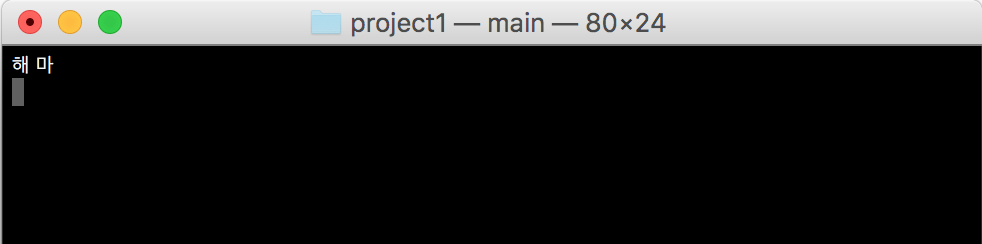 project1 — main — 80×24
해 마